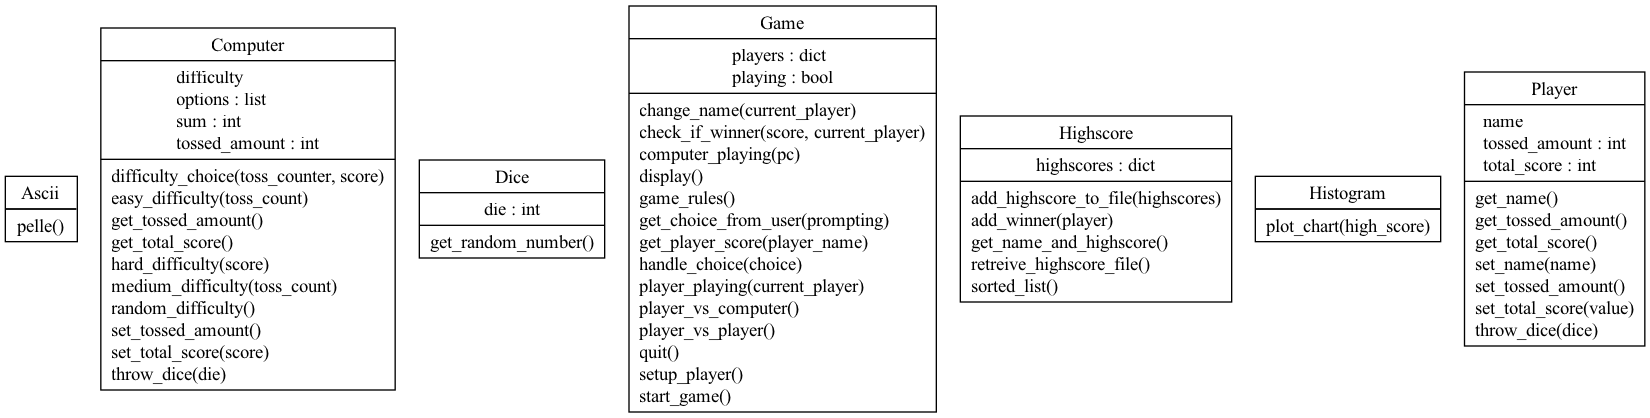 Ascii
pelle()
Computer
difficulty
options : list
sum : int
tossed_amount : int
difficulty_choice(toss_counter, score)
easy_difficulty(toss_count)
get_tossed_amount()
get_total_score()
hard_difficulty(score)
medium_difficulty(toss_count)
random_difficulty()
set_tossed_amount()
set_total_score(score)
throw_dice(die)
Dice
die : int
get_random_number()
Game
players : dict
playing : bool
change_name(current_player)
check_if_winner(score, current_player)
computer_playing(pc)
display()
game_rules()
get_choice_from_user(prompting)
get_player_score(player_name)
handle_choice(choice)
player_playing(current_player)
player_vs_computer()
player_vs_player()
quit()
setup_player()
start_game()
Highscore
highscores : dict
add_highscore_to_file(highscores)
add_winner(player)
get_name_and_highscore()
retreive_highscore_file()
sorted_list()
Histogram
plot_chart(high_score)
Player
name
tossed_amount : int
total_score : int
get_name()
get_tossed_amount()
get_total_score()
set_name(name)
set_tossed_amount()
set_total_score(value)
throw_dice(dice)